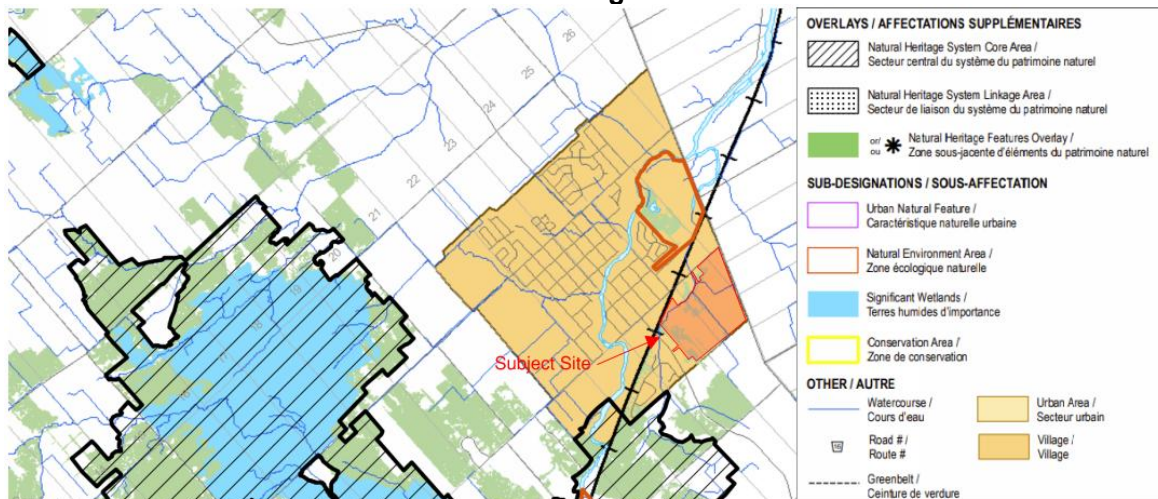 26
25
24
23
22
21
20
19
18
17
16
Subject Site
OVERLAYS / AFFECTATIONS SUPPLÉMENTAIRES
Natural Heritage System Core Area /
Secteur central du système du patrimoine naturel
Natural Heritage System Linkage Area /
Secteur de liaison du système du patrimoine naturel
or/ Natural Heritage Features Overlay /
ou Zone sous-jacente d'éléments du patrimoine naturel
SUB-DESIGNATIONS / SOUS-AFFECTATION
Urban Natural Feature /
Caractéristique naturelle urbaine
Natural Environment Area /
Zone écologique naturelle
Significant Wetlands /
Terres humides d'importance
Conservation Area /
Zone de conservation
OTHER / AUTRE
Watercourse /
Cours d'eau
Urban Area /
Secteur urbain
Road # /
Route #
Village /
Village
Greenbelt /
Ceinture de verdure